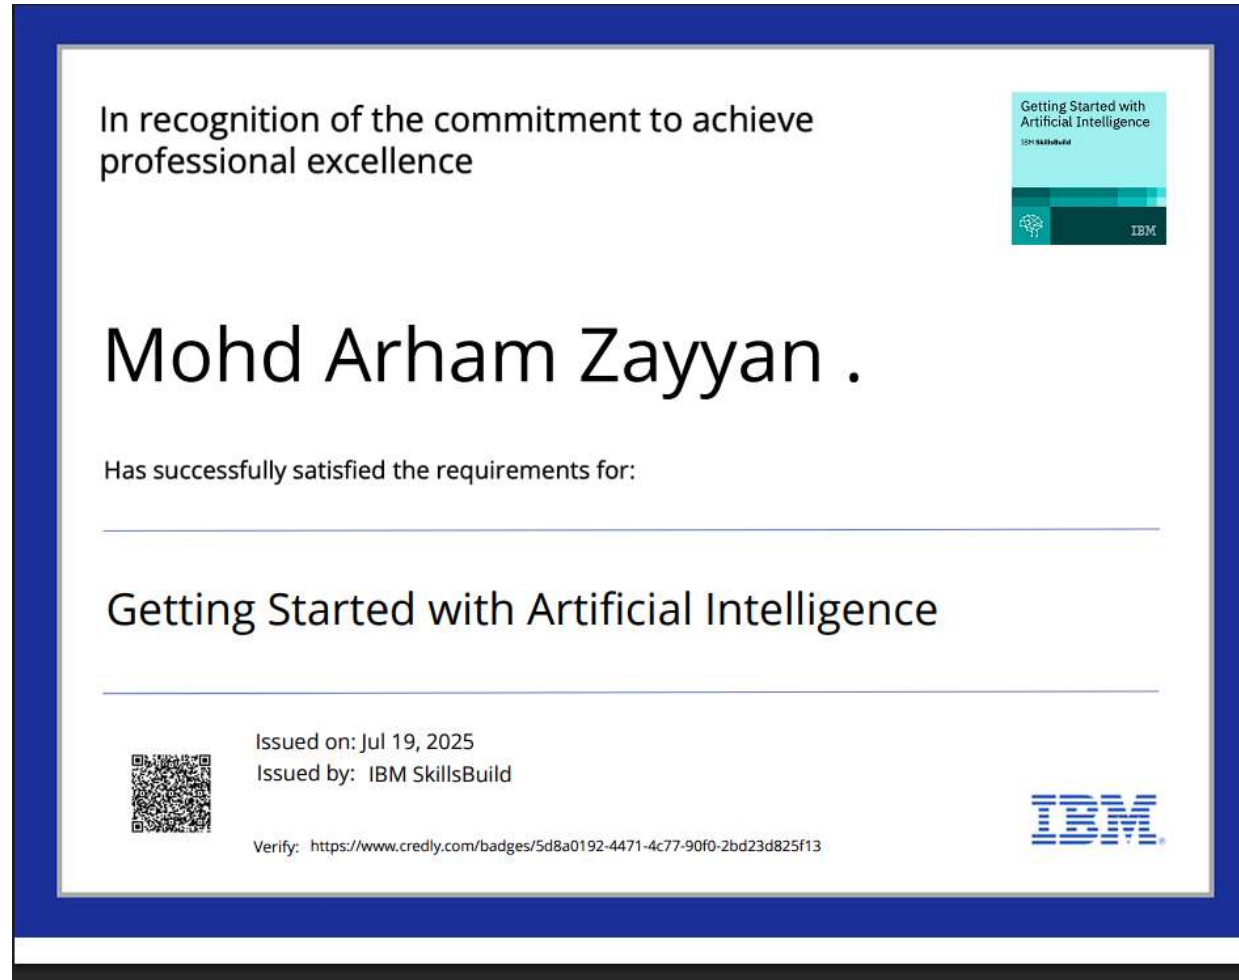 In recognition of the commitment to achieve
professional excellence
Getting Started with
Artificial Intelligence
IBM SkillsBuild
IBM
Mohd Arham Zayyan .
Has successfully satisfied the requirements for:
Getting Started with Artificial Intelligence
Issued on: Jul 19, 2025
Issued by: IBM SkillsBuild
Verify: https://www.credly.com/badges/5d8a0192-4471-4c77-90f0-2bd23d825f13
IBM®